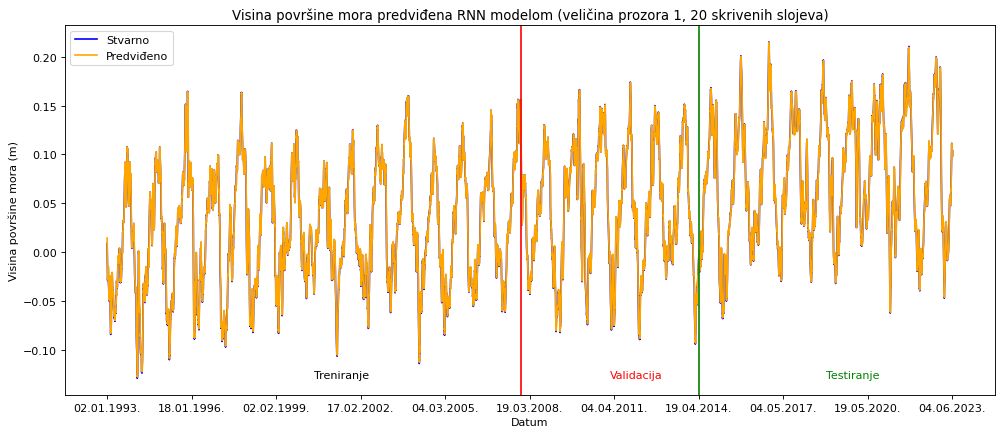 Visina površine mora predviđena RNN modelom (veličina prozora 1, 20 skrivenih slojeva)
Stvarno
Predviđeno
Visina površine mora (m)
0.20
0.15
0.10
0.05
0.00
−0.05
−0.10
Treniranje
Validacija
Testiranje
02.01.1993.
18.01.1996.
02.02.1999.
17.02.2002.
04.03.2005.
19.03.2008.
04.04.2011.
19.04.2014.
04.05.2017.
19.05.2020.
04.06.2023.
Datum